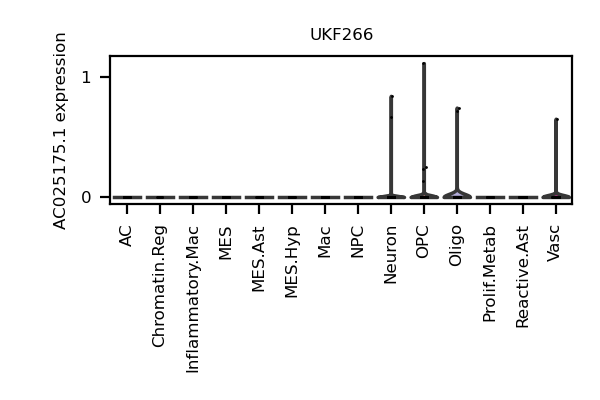 UKF266
AC025175.1 expression
1
0
AC
Chromatin.Reg
Inflammatory.Mac
MES
MES.Ast
MES.Hyp
Mac
NPC
Neuron
OPC
Oligo
Prolif.Metab
Reactive.Ast
Vasc